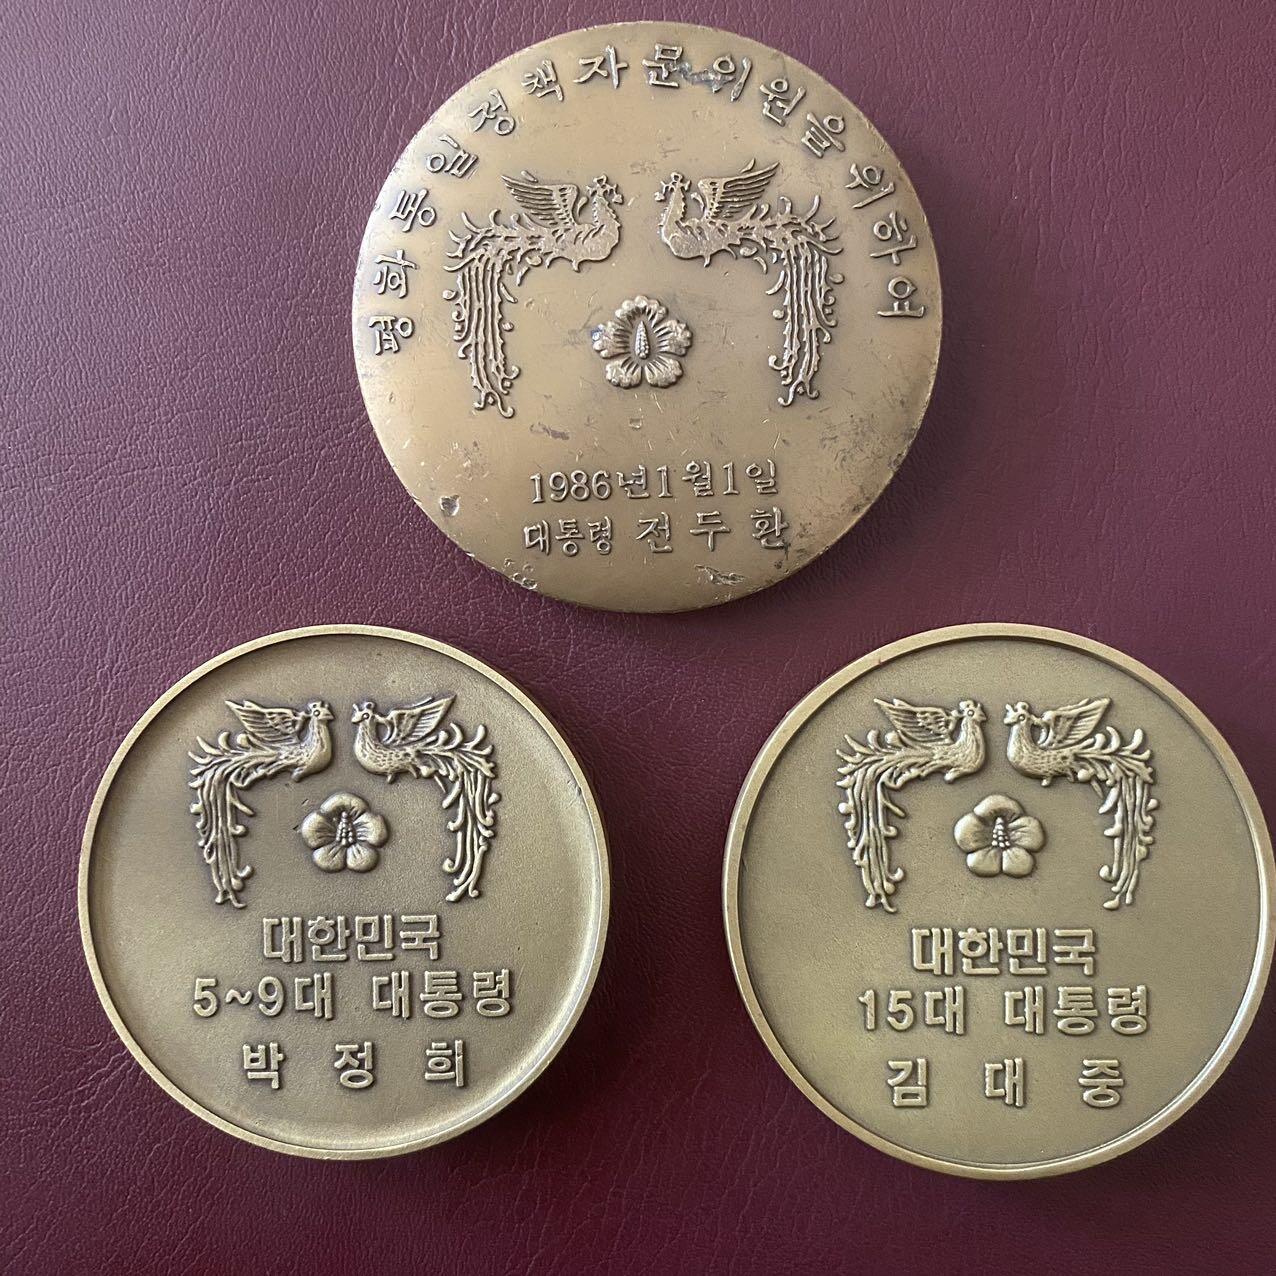 평화통일정책자문위원을 위하여
1986년1월1일
대통령 전두환
대한민국
5~9대 대통령
박정희
대한민국
15대 대통령
김대중